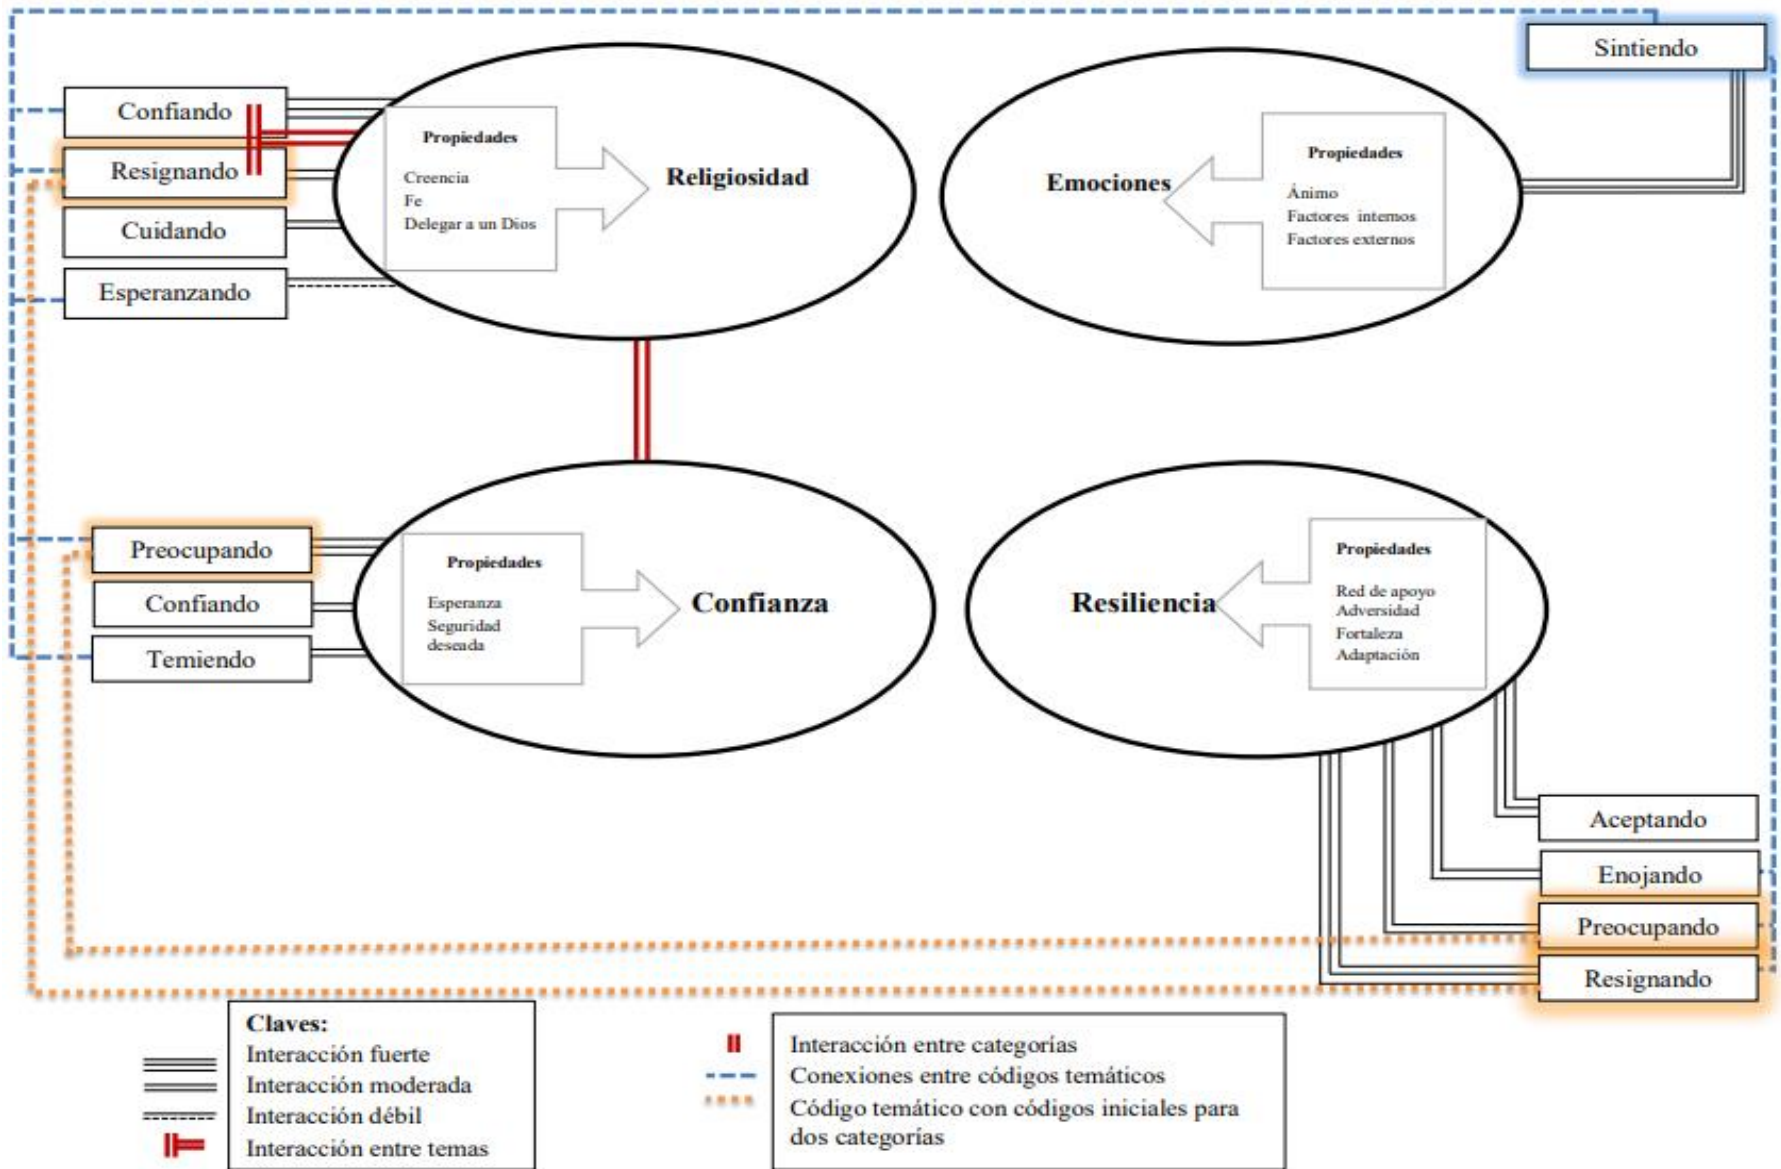 Sintiendo
Confiando
Resignando
Cuidando
Esperanzando
Propiedades
Creencia
Fe
Delegar a un Dios
Religiosidad
Emociones
Propiedades
Ánimo
Factores internos
Factores externos
Preocupando
Confiando
Temiendo
Propiedades
Esperanza
Seguridad
deseada
Confianza
Resiliencia
Propiedades
Red de apoyo
Adversidad
Fortaleza
Adaptación
Aceptando
Enojando
Preocupando
Resignando
Claves:
Interacción fuerte
Interacción moderada
Interacción débil
Interacción entre temas
Interacción entre categorías
Conexiones entre códigos temáticos
Código temático con códigos iniciales para
dos categorías